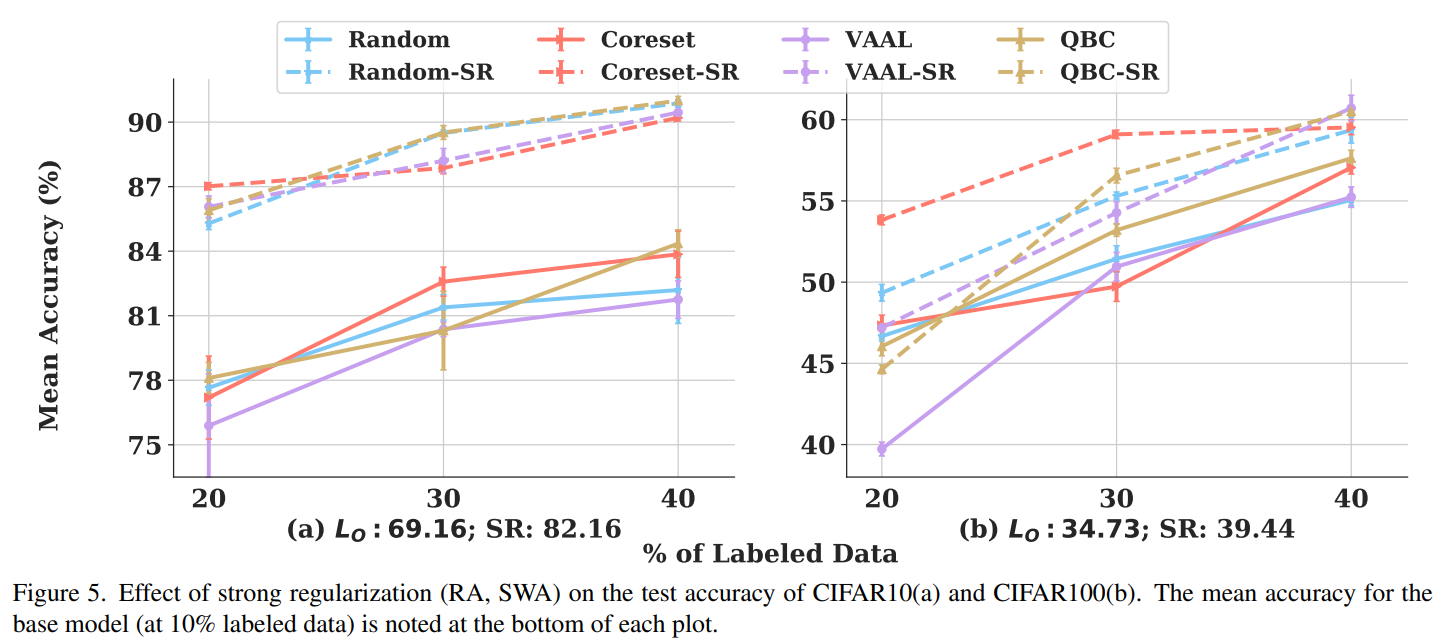 Random Coreset VAAL QBC
Random-SR Coreset-SR VAAL-SR QBC-SR
Mean Accuracy (%)
90
87
84
81
78
75
20 30 40
(a) L_O : 69.16; SR: 82.16
60
55
50
45
40
20 30 40
(b) L_O : 34.73; SR: 39.44
% of Labeled Data
Figure 5. Effect of strong regularization (RA, SWA) on the test accuracy of CIFAR10(a) and CIFAR100(b). The mean accuracy for the
base model (at 10% labeled data) is noted at the bottom of each plot.